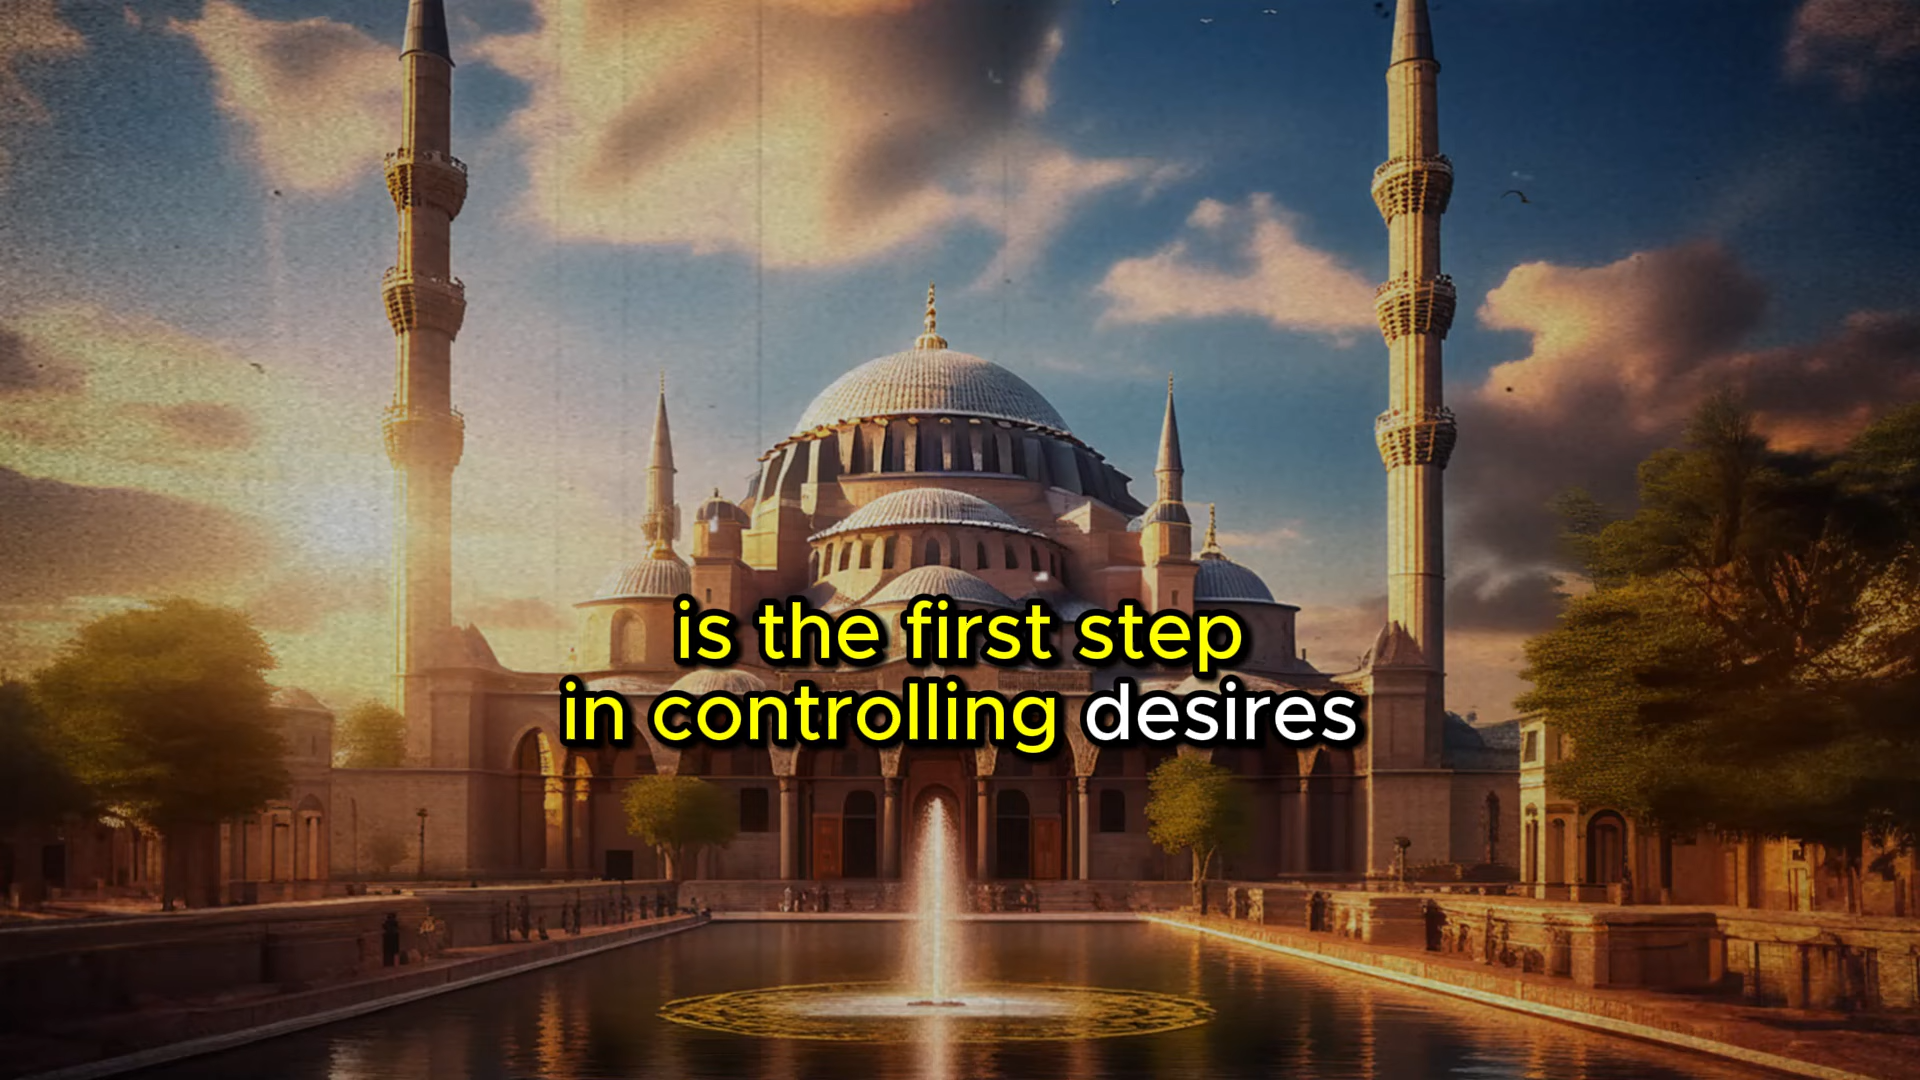 is the first step
in controlling desires